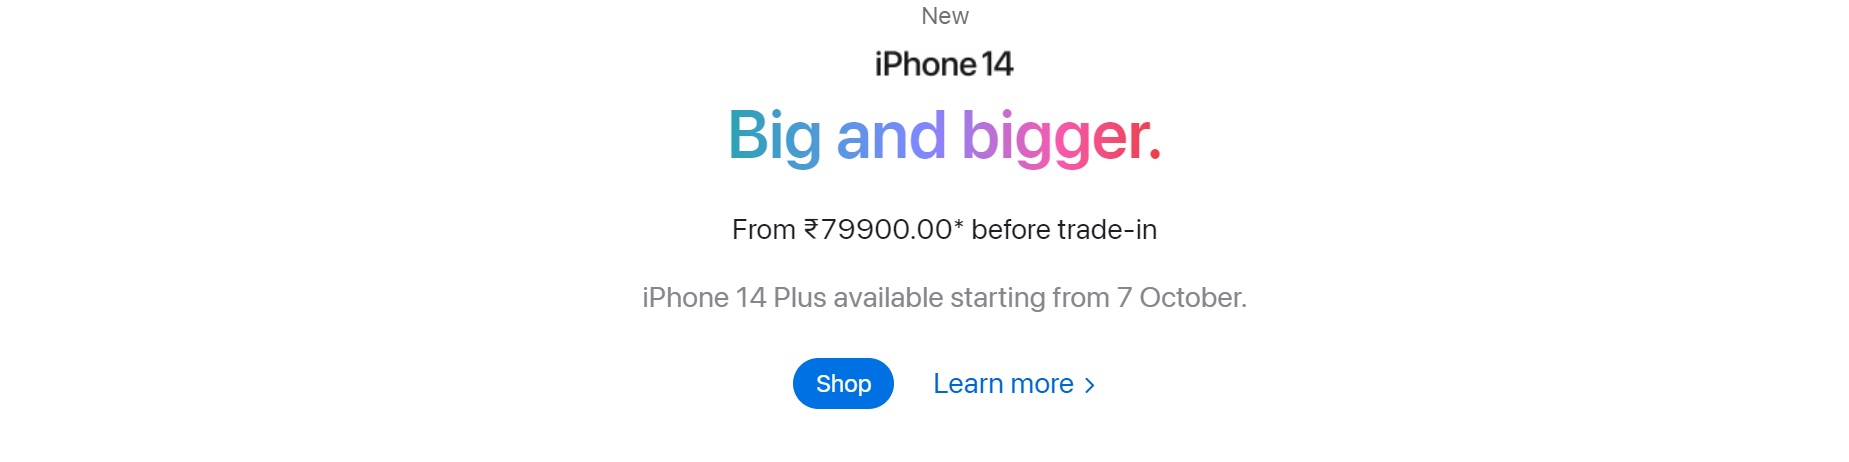 New
iPhone 14
Big and bigger.
From ₹79900.00* before trade-in
iPhone 14 Plus available starting from 7 October.
Shop
Learn more >